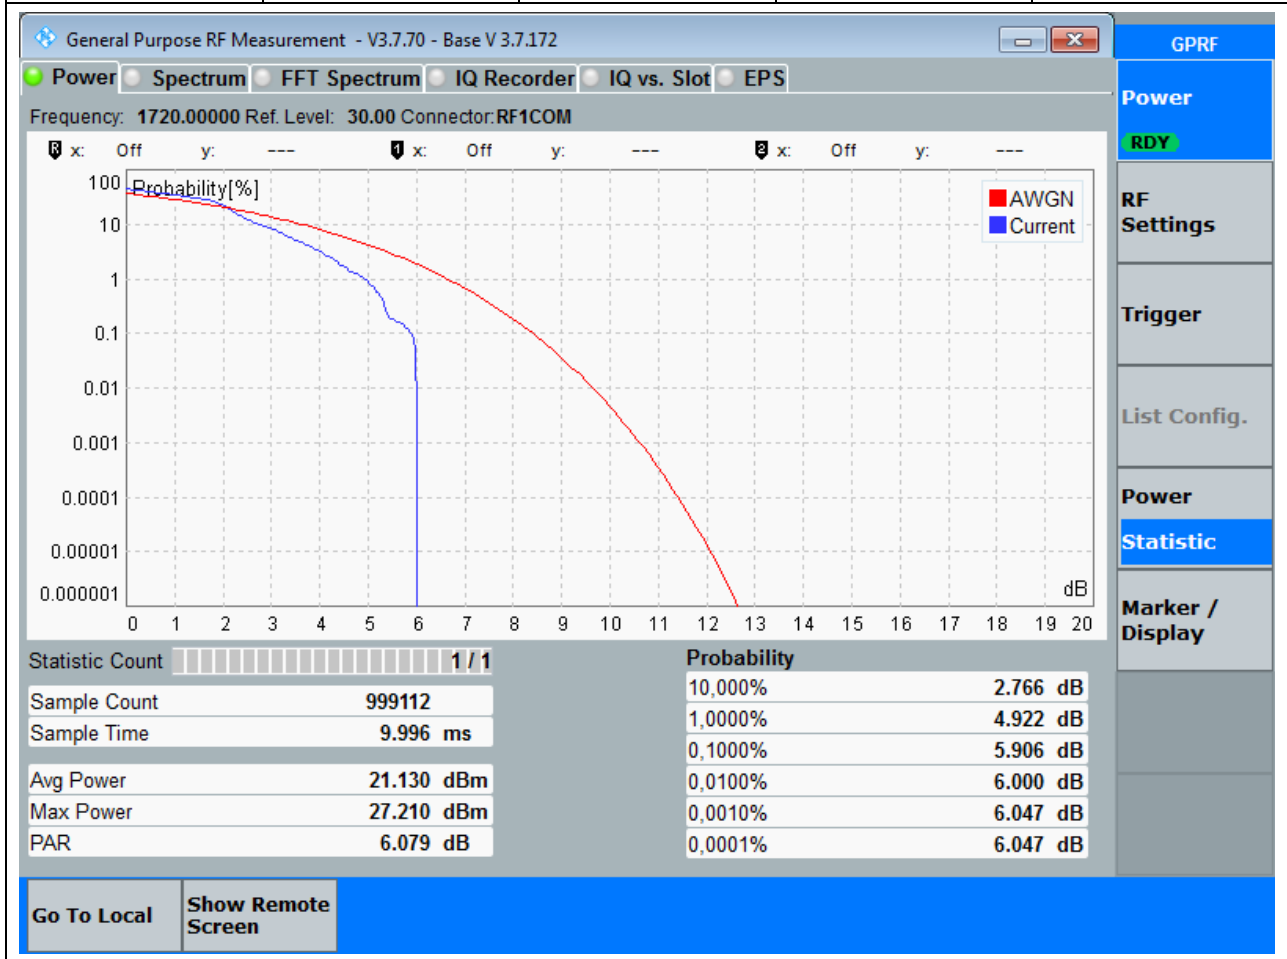 General Purpose RF Measurement - V3.7.70 - Base V 3.7.172
GPRF
Power Spectrum FFT Spectrum IQ Recorder IQ vs. Slot EPS
Frequency: 1720.00000 Ref. Level: 30.00 Connector: RF1COM
R x: Off y: --- 1 x: Off y: --- 2 x: Off y: ---
Probability[%]
AWGN
Current
100
10
1
0.1
0.01
0.001
0.0001
0.00001
0.000001
dB
0 1 2 3 4 5 6 7 8 9 10 11 12 13 14 15 16 17 18 19 20
Statistic Count 1 / 1
Sample Count 999112
Sample Time 9.996 ms
Avg Power 21.130 dBm
Max Power 27.210 dBm
PAR 6.079 dB
Probability
10,000% 2.766 dB
1,0000% 4.922 dB
0,1000% 5.906 dB
0,0100% 6.000 dB
0,0010% 6.047 dB
0,0001% 6.047 dB
Power
RDY
RF
Settings
Trigger
List Config.
Power
Statistic
Marker /
Display
Go To Local
Show Remote
Screen